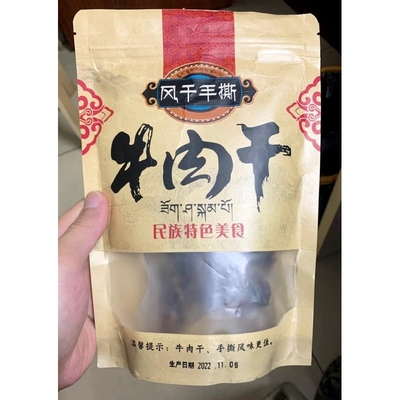 风干手撕
牛肉干
ཤོག་ཤ་སྐམ་པོ།
民族特色美食
温馨提示：牛肉干、手撕风味更佳。
生产日期 2022.11.06